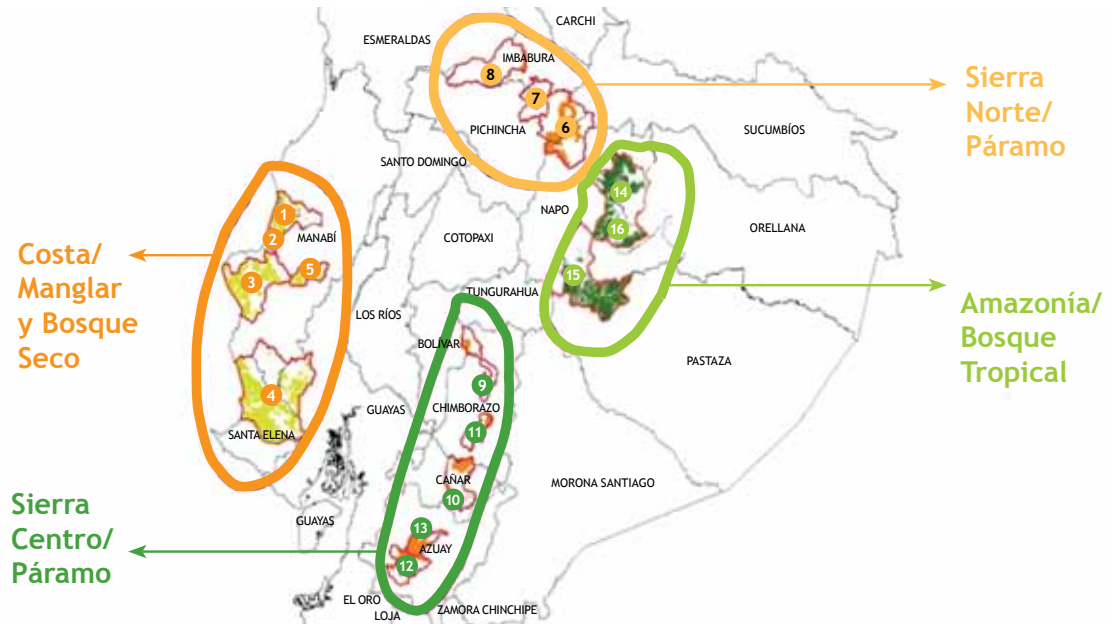 CARCHI
ESMERALDAS
IMBABURA
8
7
6
PICHINCHA
Sierra
Norte/
Páramo
SUCUMBÍOS
SANTO DOMINGO
14
NAPO
16
ORELLANA
COTOPAXI
15
TUNGURAHUA
1
2
MANABÍ
3
5
4
SANTA ELENA
Costa/
Manglar
y Bosque
Seco
LOS RÍOS
BOLÍVAR
Amazonía/
Bosque
Tropical
PASTAZA
9
GUAYAS
CHIMBORAZO
11
CAÑAR
10
MORONA SANTIAGO
Sierra
Centro/
Páramo
GUAYAS
13
AZUAY
12
EL ORO
LOJA
ZAMORA CHINCHIPE